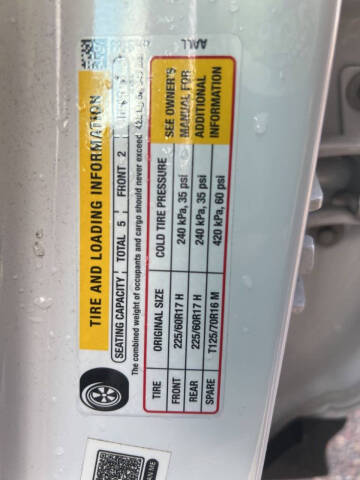 TIRE AND LOADING INFORMATION
SEATING CAPACITY TOTAL 5 FRONT 2
The combined weight of occupants and cargo should never exceed
TIRE ORIGINAL SIZE COLD TIRE PRESSURE SEE OWNER'S MANUAL FOR ADDITIONAL INFORMATION
FRONT 225/60R17 H 240 kPa, 35 psi
REAR 225/60R17 H 240 kPa, 35 psi
SPARE T125/70R16 M 420 kPa, 60 psi